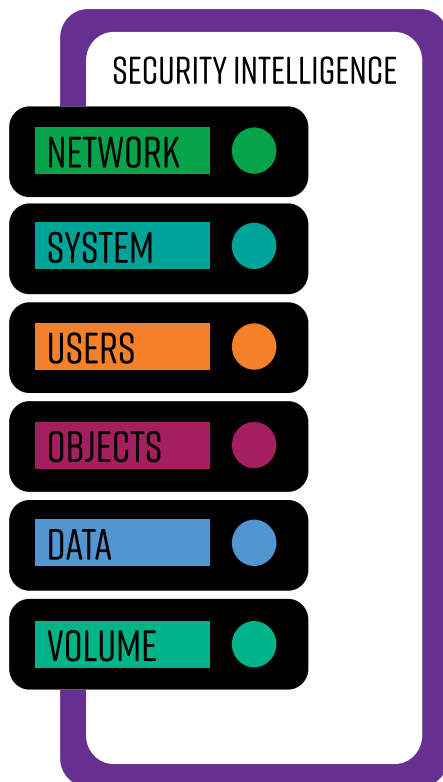 SECURITY INTELLIGENCE
NETWORK
SYSTEM
USERS
OBJECTS
DATA
VOLUME